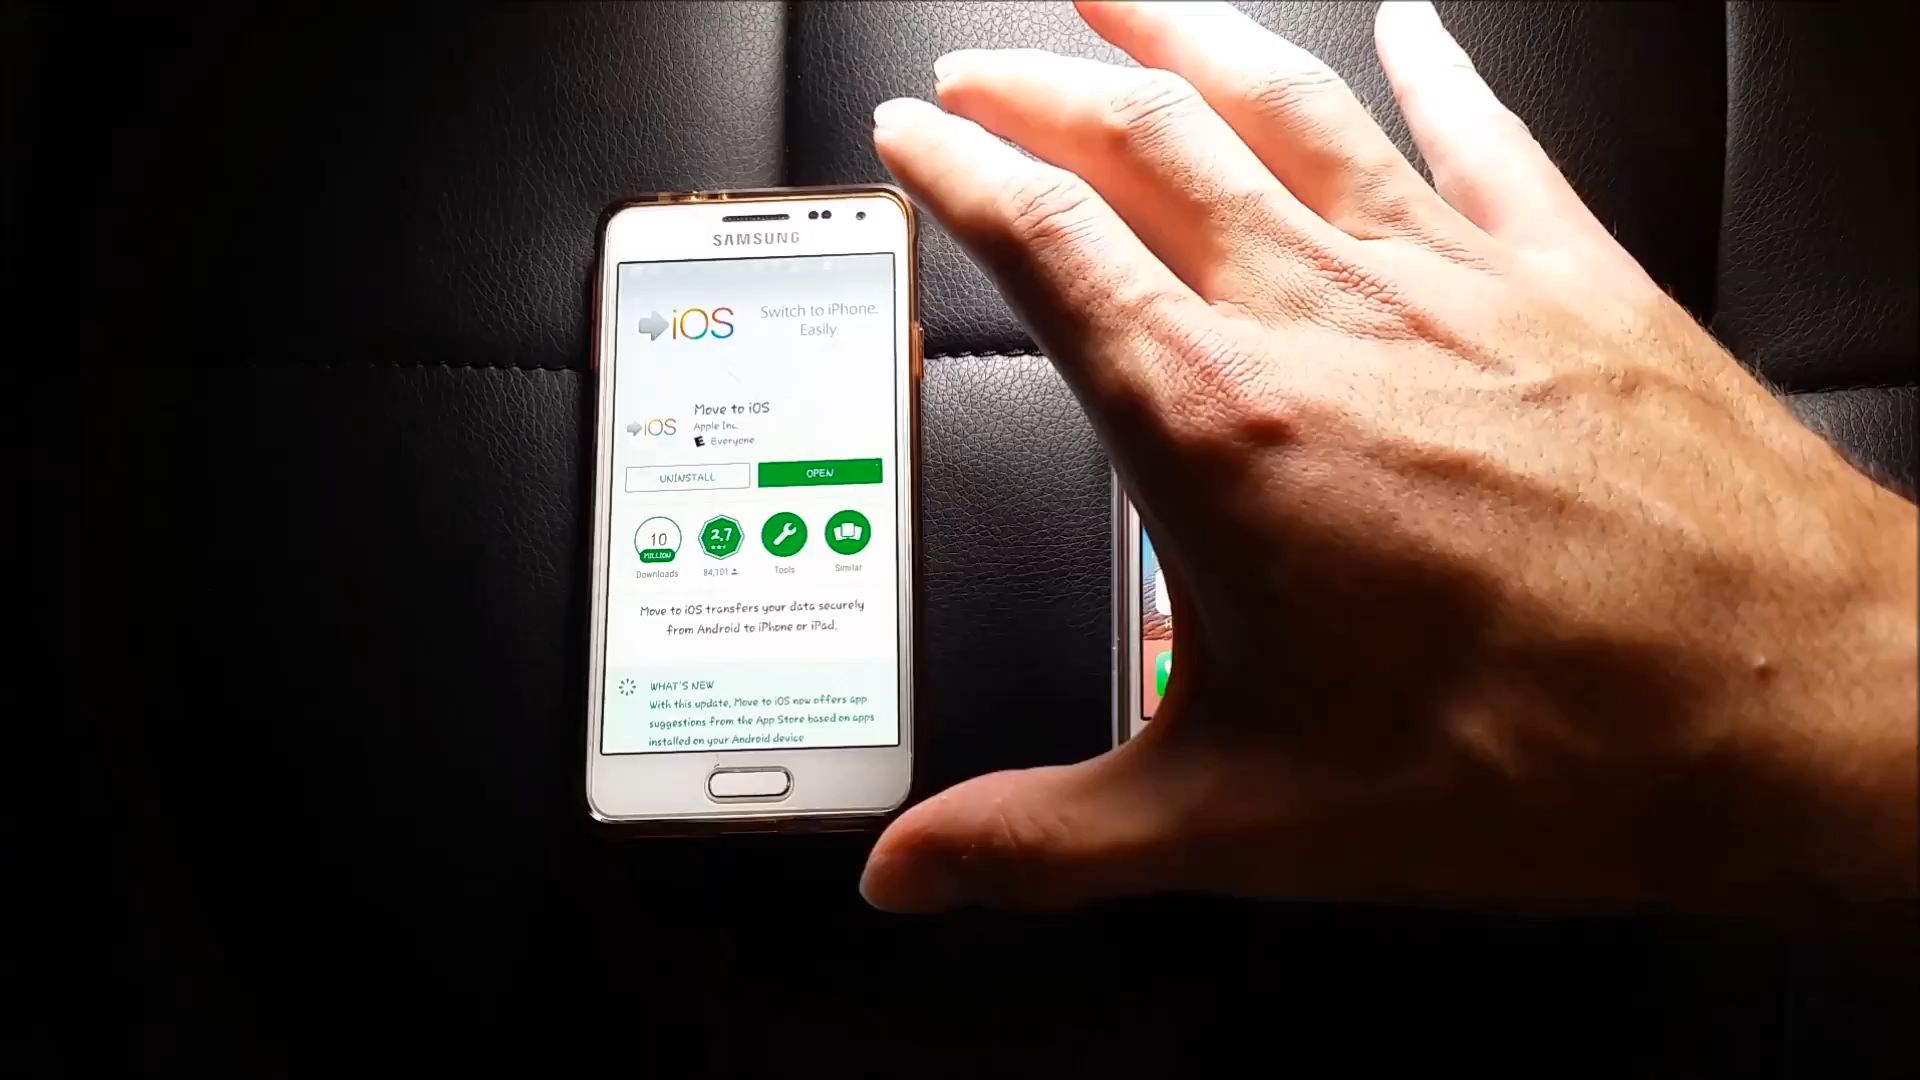 SAMSUNG
iOS
Switch to iPhone.
Easily.
iOS
Move to iOS
Apple Inc.
E Everyone
UNINSTALL
OPEN
10
MILLION
2,7
Downloads
84,101
Tools
Similar
Move to iOS transfers your data securely
from Android to iPhone or iPad.
WHAT'S NEW
With this update, Move to iOS now offers app
suggestions from the App Store based on apps
installed on your Android device